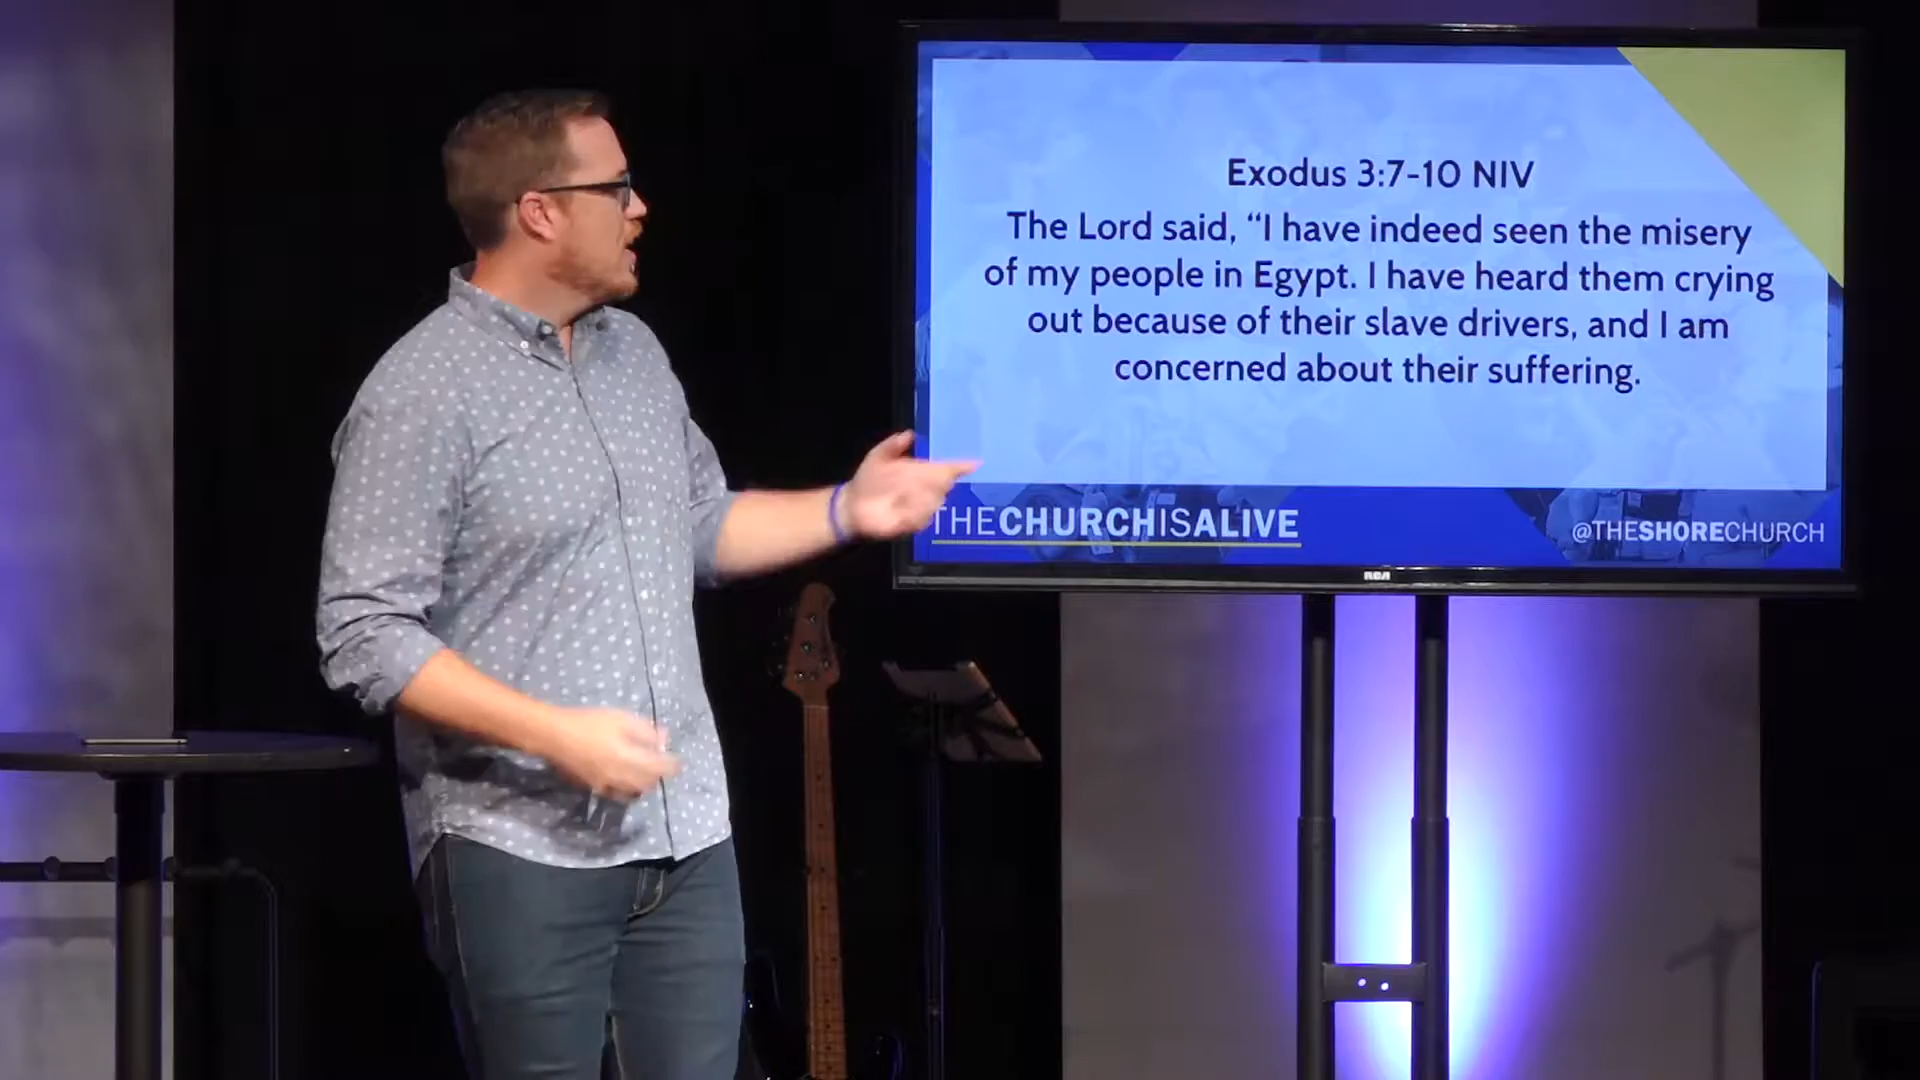 Exodus 3:7-10 NIV
The Lord said, “I have indeed seen the misery
of my people in Egypt. I have heard them crying
out because of their slave drivers, and I am
concerned about their suffering.
THECHURCHISALIVE
@THESHORECHURCH
RCA